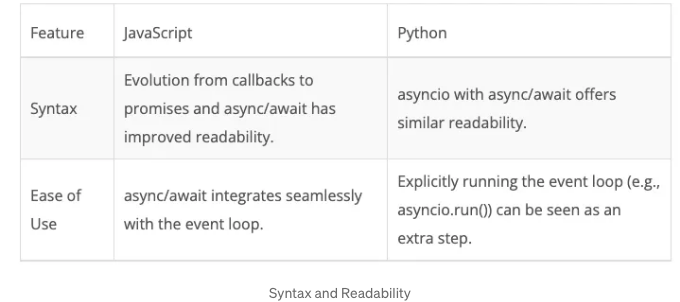 Feature
JavaScript
Python
Syntax
Evolution from callbacks to
promises and async/await has
improved readability.
asyncio with async/await offers
similar readability.
Ease of
Use
async/await integrates seamlessly
with the event loop.
Explicitly running the event loop (e.g.,
asyncio.run()) can be seen as an
extra step.
Syntax and Readability